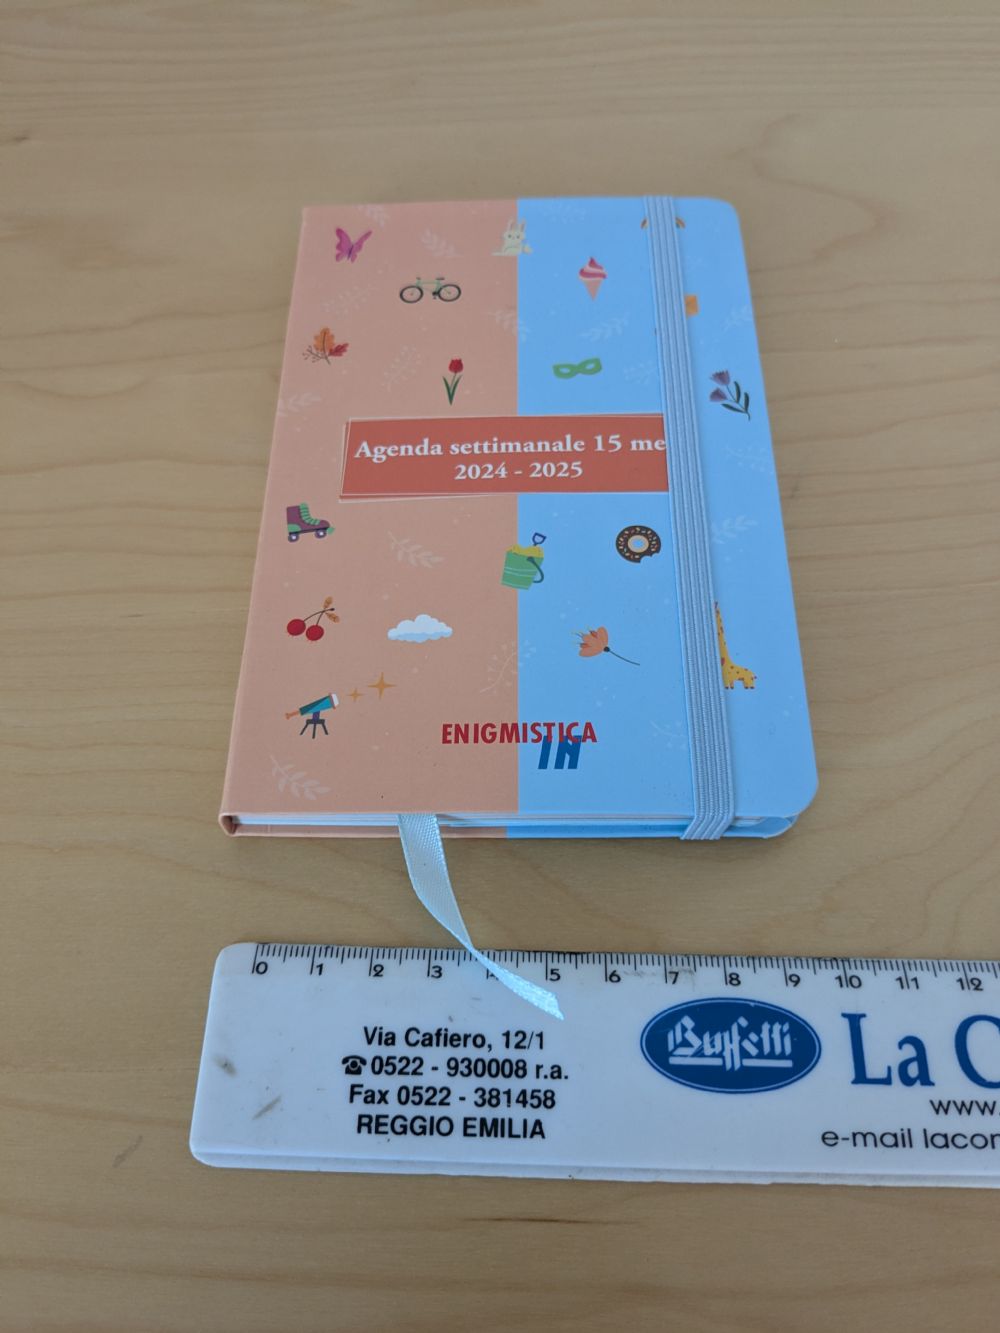 Agenda settimanale 15 me
2024 - 2025
ENIGMISTICA
IN
0 1 2 3 4 5 6 7 8 9 10 11 12
Via Cafiero, 12/1
☎0522 - 930008 r.a.
Fax 0522 - 381458
REGGIO EMILIA
Buffetti
La C
www.
e-mail lacor